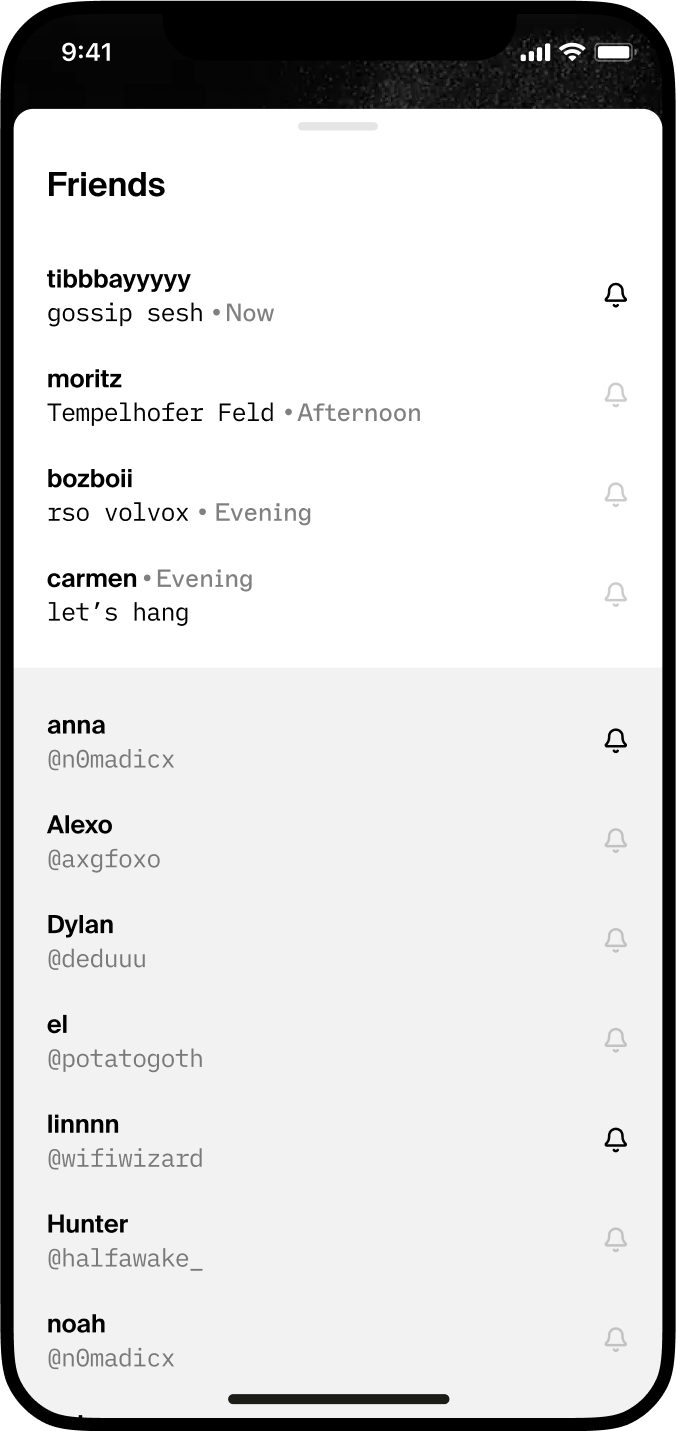 9:41
Friends
tibbbayyyyy
gossip sesh • Now
moritz
Tempelhofer Feld • Afternoon
bozboii
rso volvox • Evening
carmen • Evening
let’s hang
anna
@n0madicx
Alexo
@axgfoxo
Dylan
@deduuu
el
@potatogoth
linnnn
@wifiwizard
Hunter
@halfawake_
noah
@n0madicx